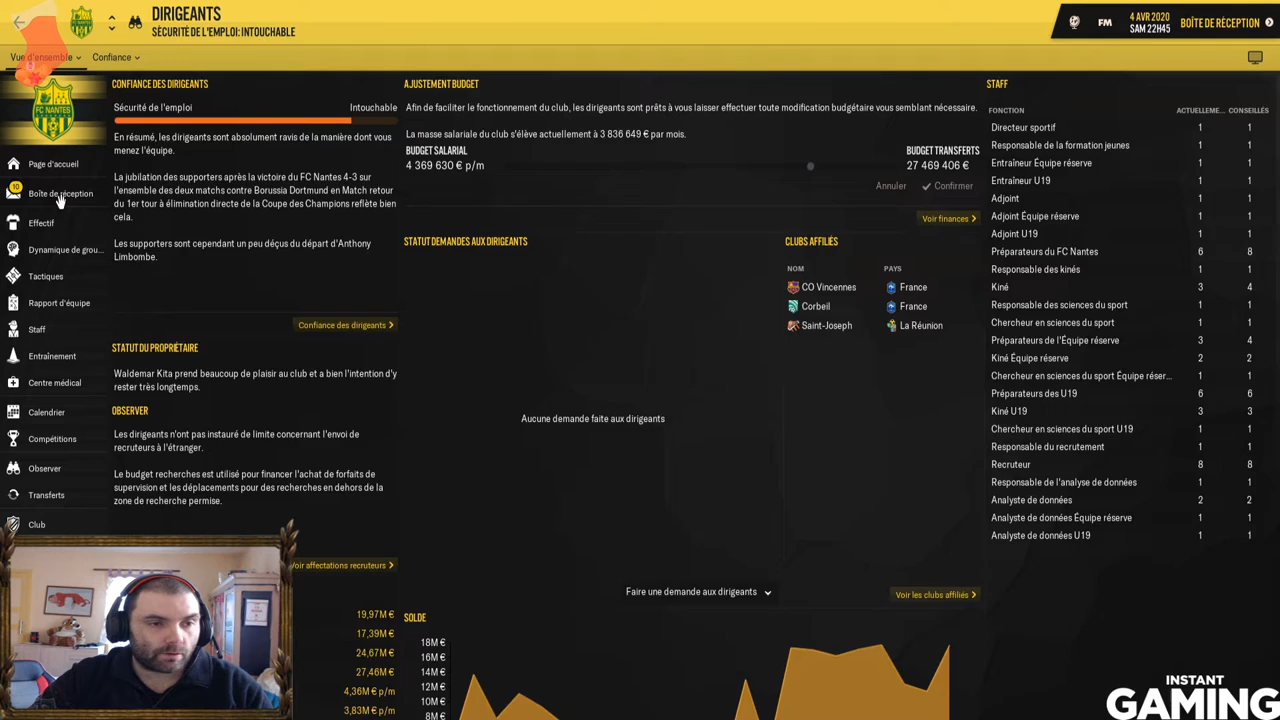 DIRIGEANTS
SÉCURITÉ DE L'EMPLOI: INTOUCHABLE
FM
4 AVR 2020
SAM 22H45
BOÎTE DE RÉCEPTION
Vue d'ensemble
Confiance
FC NANTES
Page d'accueil
10
Boîte de réception
Effectif
Dynamique de grou...
Tactiques
Rapport d'équipe
Staff
Entraînement
Centre médical
Calendrier
Compétitions
Observer
Transferts
Club
CONFIANCE DES DIRIGEANTS
Sécurité de l'emploi Intouchable
En résumé, les dirigeants sont absolument ravis de la manière dont vous
menez l'équipe.
La jubilation des supporters après la victoire du FC Nantes 4-3 sur
l'ensemble des deux matchs contre Borussia Dortmund en Match retour
du 1er tour à élimination directe de la Coupe des Champions reflète bien
cela.
Les supporters sont cependant un peu déçus du départ d'Anthony
Limbombe.
Confiance des dirigeants
STATUT DU PROPRIÉTAIRE
Waldemar Kita prend beaucoup de plaisir au club et a bien l'intention d'y
rester très longtemps.
OBSERVER
Les dirigeants n'ont pas instauré de limite concernant l'envoi de
recruteurs à l'étranger.
Le budget recherches est utilisé pour financer l'achat de forfaits de
supervision et les déplacements pour des recherches en dehors de la
zone de recherche permise.
Voir affectations recruteurs
19,97M €
17,39M €
24,67M €
27,46M €
4,36M € p/m
3,83M € p/m
AJUSTEMENT BUDGET
Afin de faciliter le fonctionnement du club, les dirigeants sont prêts à vous laisser effectuer toute modification budgétaire vous semblant nécessaire.
La masse salariale du club s'élève actuellement à 3 836 649 € par mois.
BUDGET SALARIAL BUDGET TRANSFERTS
4 369 630 € p/m 27 469 406 €
Annuler Confirmer
Voir finances
STATUT DEMANDES AUX DIRIGEANTS
Aucune demande faite aux dirigeants
Faire une demande aux dirigeants
CLUBS AFFILIÉS
NOM PAYS
CO Vincennes France
Corbeil France
Saint-Joseph La Réunion
Voir les clubs affiliés
SOLDE
18M €
16M €
14M €
12M €
10M €
8M €
STAFF
FONCTION ACTUELLEME... CONSEILLÉS
Directeur sportif 1 1
Responsable de la formation jeunes 1 1
Entraîneur Équipe réserve 1 1
Entraîneur U19 1 1
Adjoint 1 1
Adjoint Équipe réserve 1 1
Adjoint U19 1 1
Préparateurs du FC Nantes 6 8
Responsable des kinés 1 1
Kiné 3 4
Responsable des sciences du sport 1 1
Chercheur en sciences du sport 1 1
Préparateurs de l'Équipe réserve 3 4
Kiné Équipe réserve 2 2
Chercheur en sciences du sport Équipe réser... 1 1
Préparateurs des U19 6 6
Kiné U19 3 3
Chercheur en sciences du sport U19 1 1
Responsable du recrutement 1 1
Recruteur 8 8
Responsable de l'analyse de données 1 1
Analyste de données 2 2
Analyste de données Équipe réserve 1 1
Analyste de données U19 1 1
INSTANT
GAMING